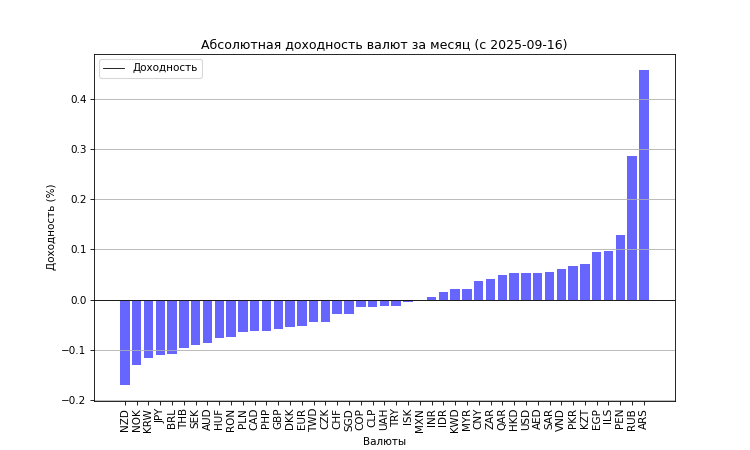 Абсолютная доходность валют за месяц (с 2025-09-16)
Доходность
0.4
0.3
0.2
0.1
0.0
−0.1
−0.2
Доходность (%)
NZD NOK KRW JPY BRL THB SEK AUD HUF RON PLN CAD PHP GBP DKK EUR TWD CZK CHF SGD COP CLP UAH TRY ISK MXN INR IDR KWD MYR CNY ZAR QAR HKD USD AED SAR VND PKR KZT EGP ILS PEN RUB ARS
Валюты